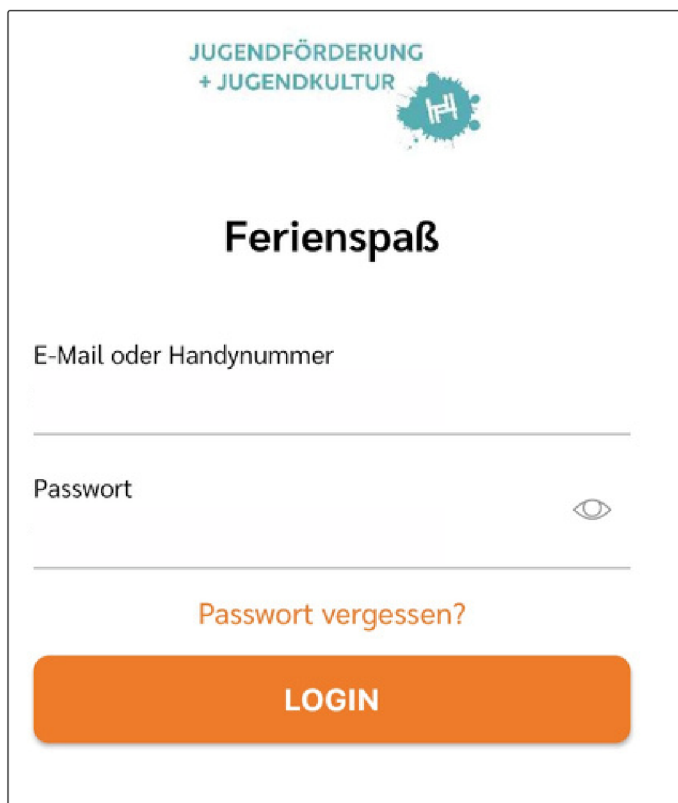 JUGENDFÖRDERUNG
+ JUGENDKULTUR
Ferienspaß
E-Mail oder Handynummer
Passwort
Passwort vergessen?
LOGIN